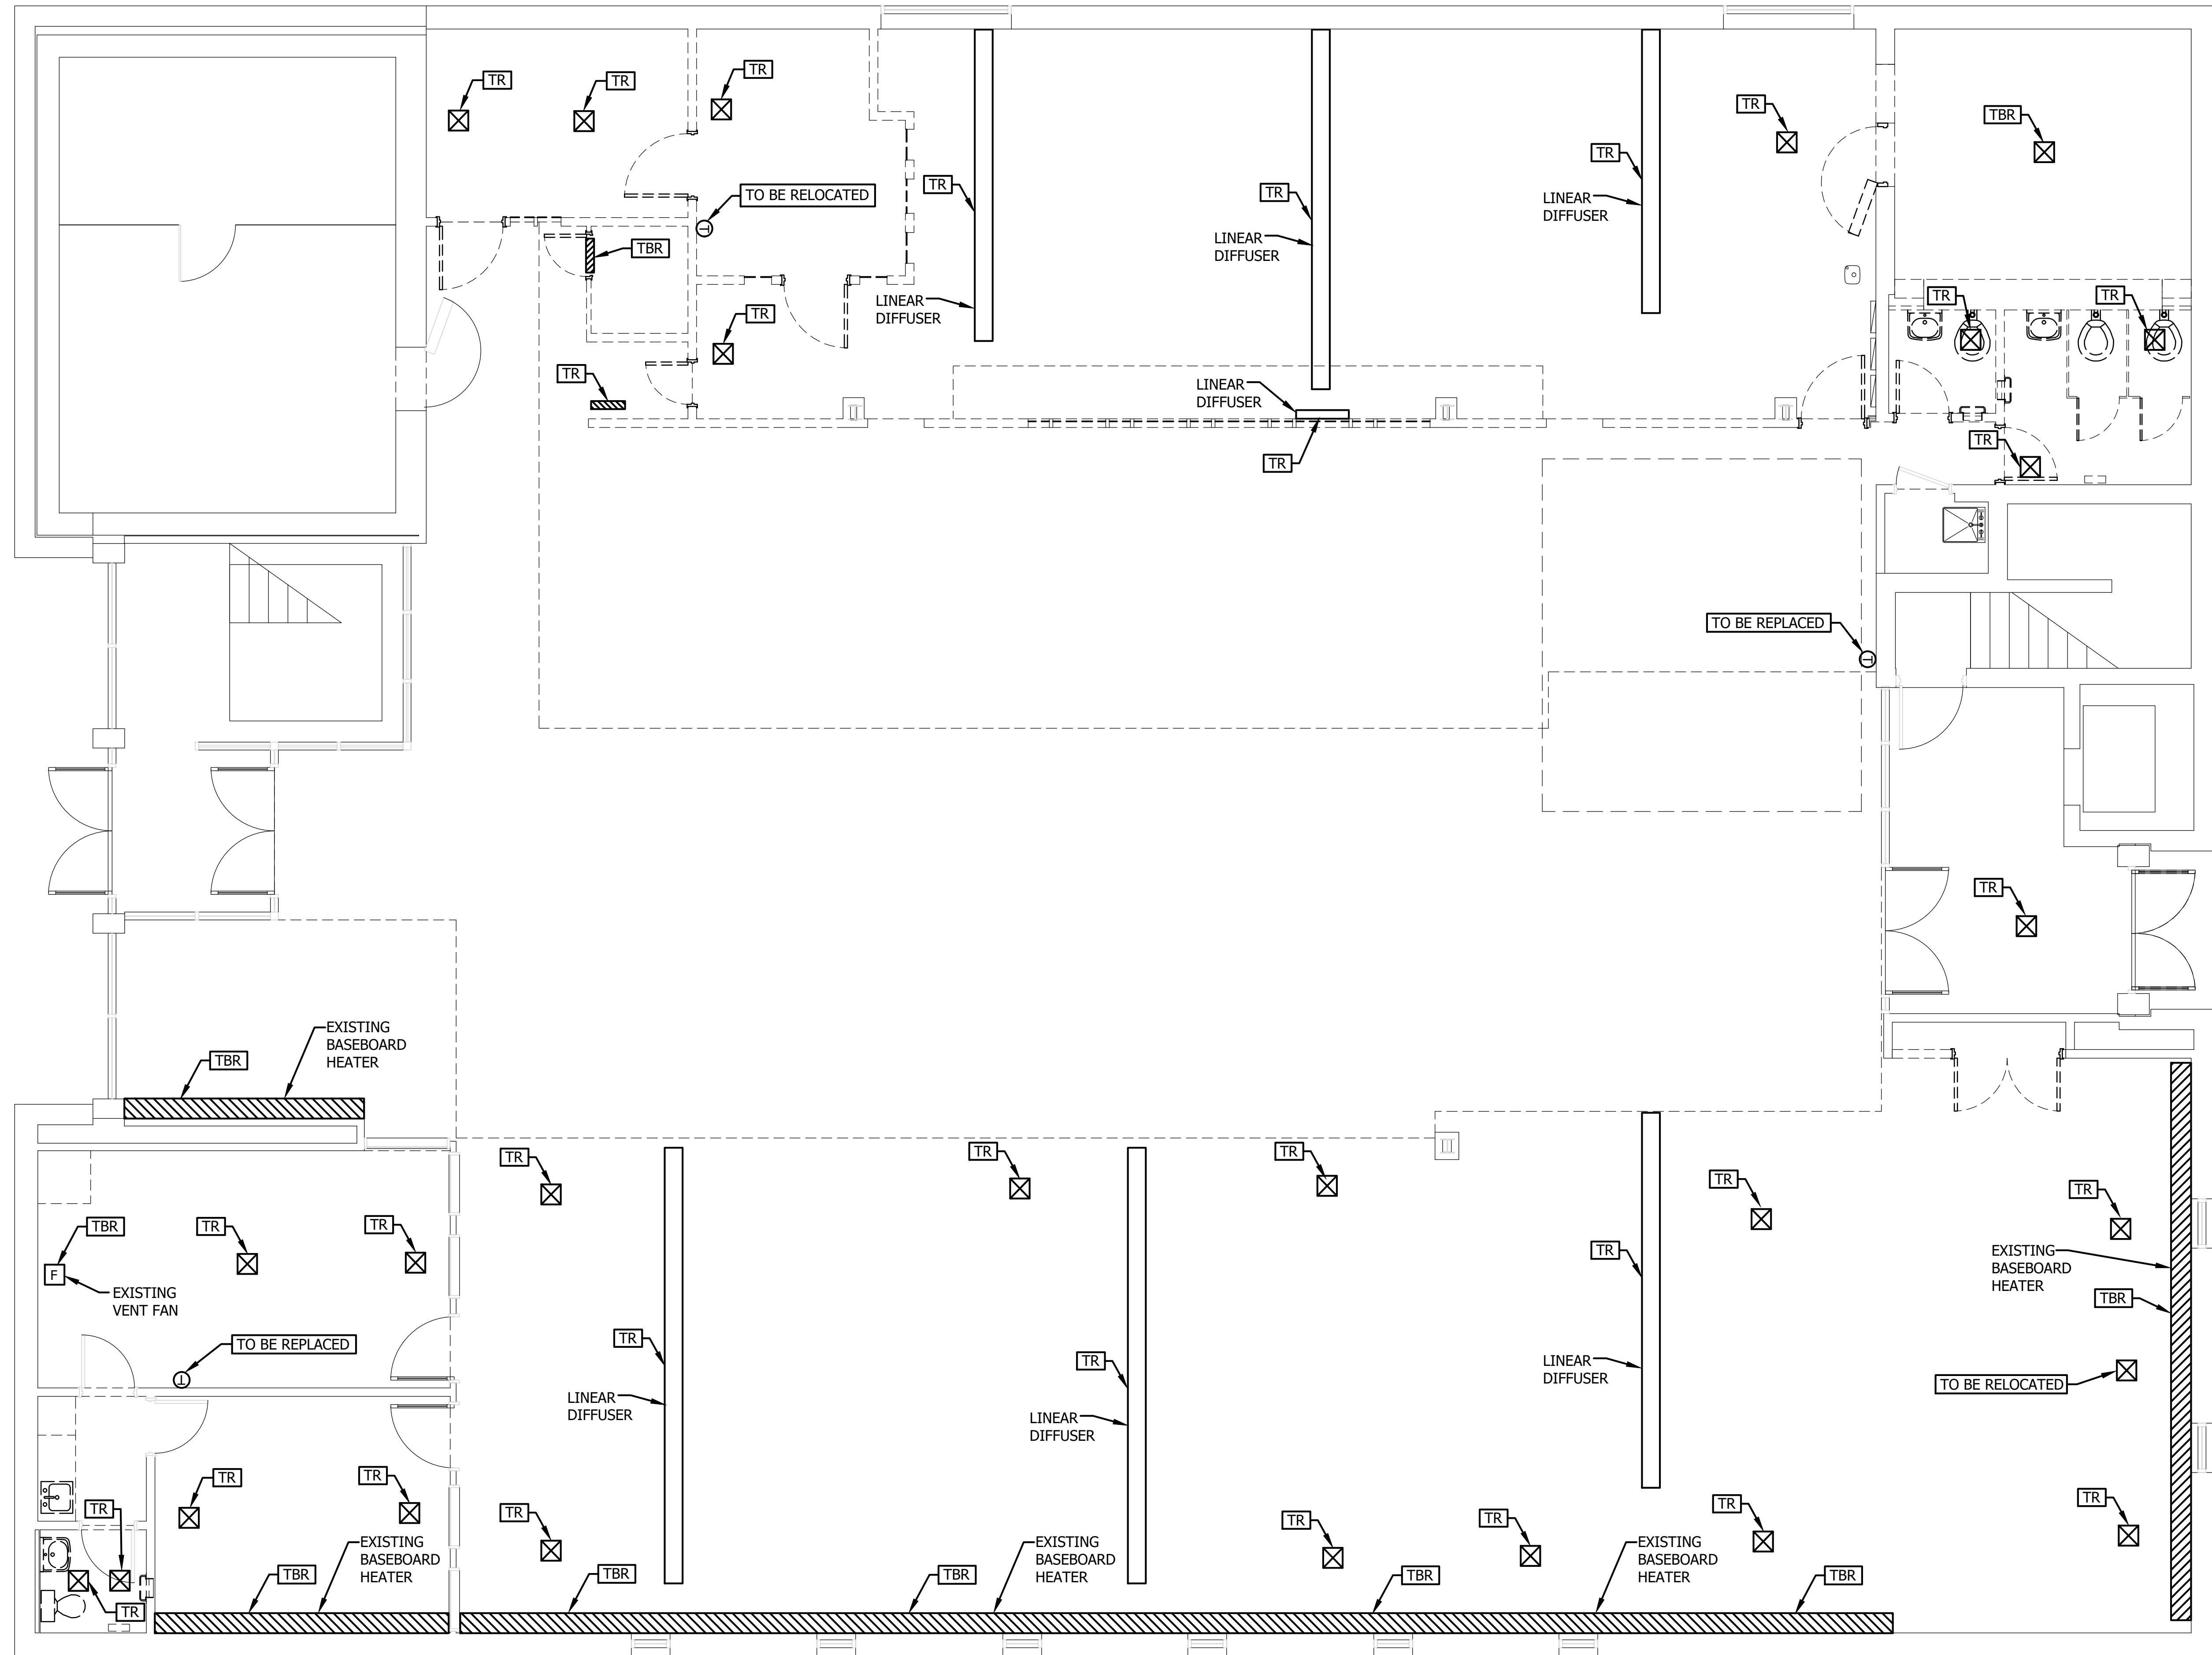 TR
TR
TR
TR
TBR
TR
TR
TR
TO BE RELOCATED
LINEAR
DIFFUSER
LINEAR
DIFFUSER
TBR
LINEAR
DIFFUSER
TR
TR
TR
TR
LINEAR
DIFFUSER
TR
TR
TO BE REPLACED
TR
EXISTING
BASEBOARD
HEATER
TBR
TR
TR
TR
TR
TR
TBR
TR
TR
TR
EXISTING
BASEBOARD
HEATER
F
EXISTING
VENT FAN
TBR
TO BE REPLACED
TR
TR
LINEAR
DIFFUSER
TO BE RELOCATED
LINEAR
DIFFUSER
LINEAR
DIFFUSER
TR
TR
TR
TR
TR
TR
TR
TR
EXISTING
BASEBOARD
HEATER
EXISTING
BASEBOARD
HEATER
EXISTING
BASEBOARD
HEATER
TBR
TBR
TBR
TBR
TBR
TR